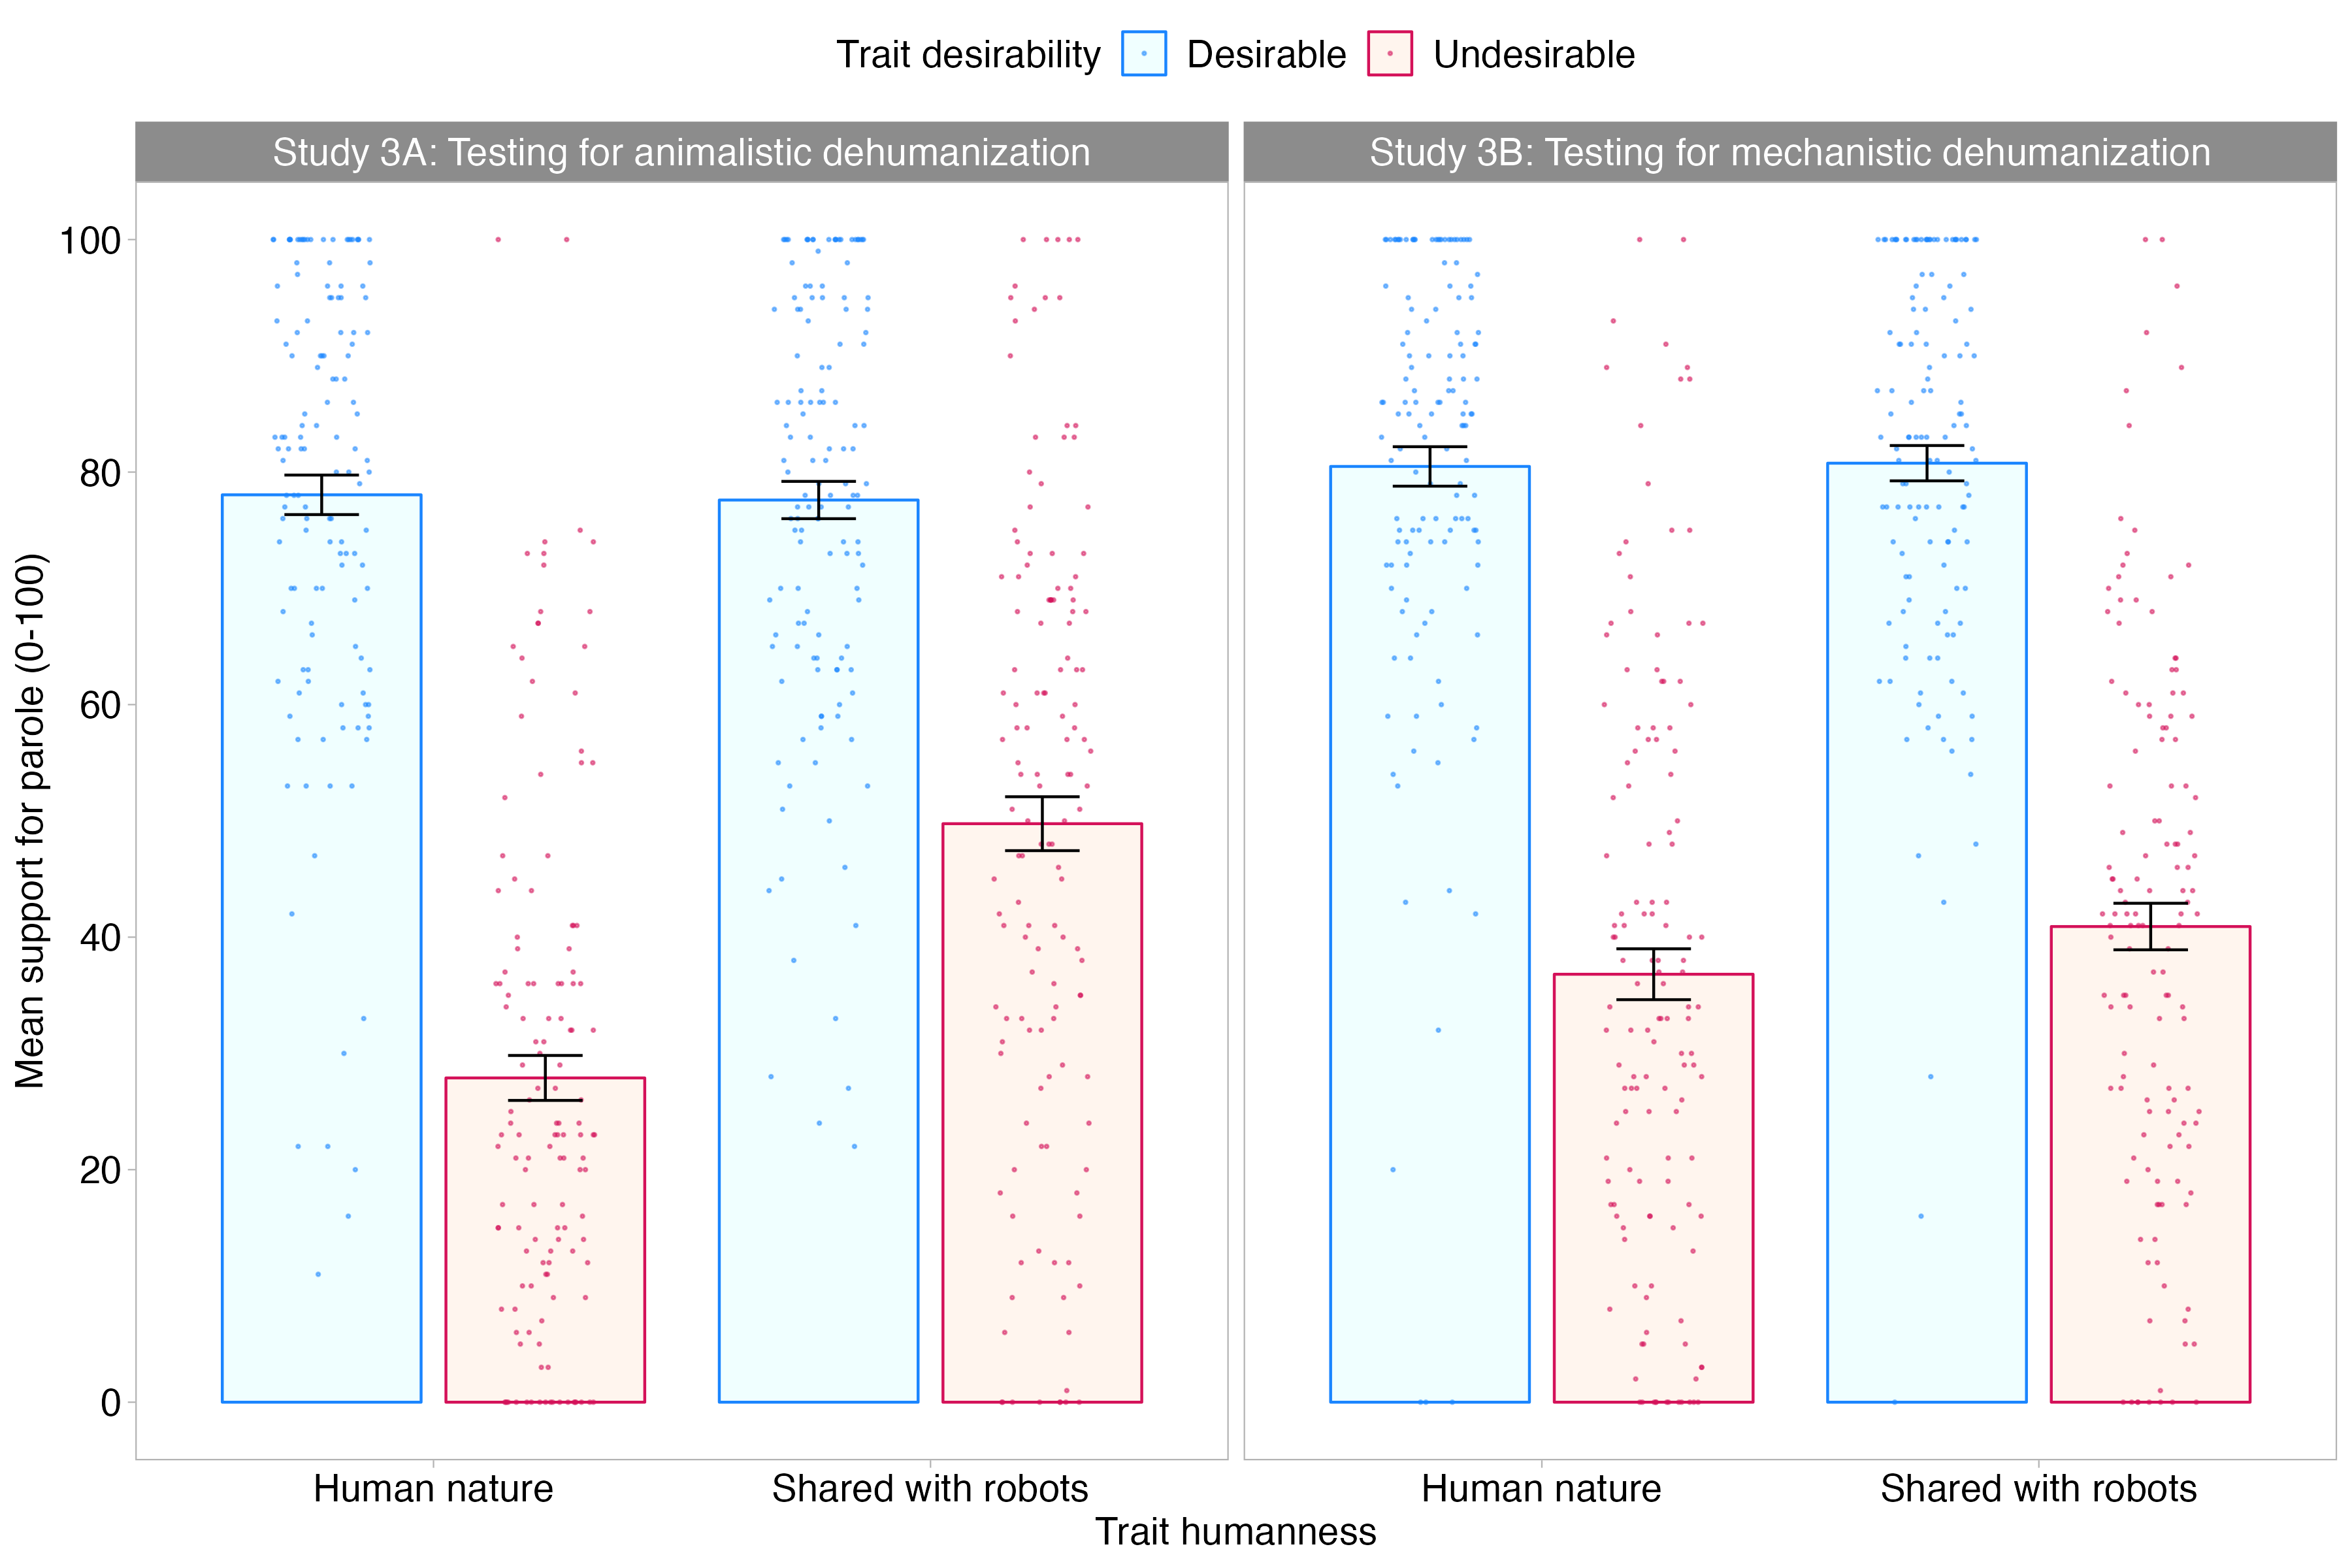 Trait desirability Desirable Undesirable
Study 3A: Testing for animalistic dehumanization
Study 3B: Testing for mechanistic dehumanization
Mean support for parole (0-100)
100
80
60
40
20
0
Human nature Shared with robots Human nature Shared with robots
Trait humanness